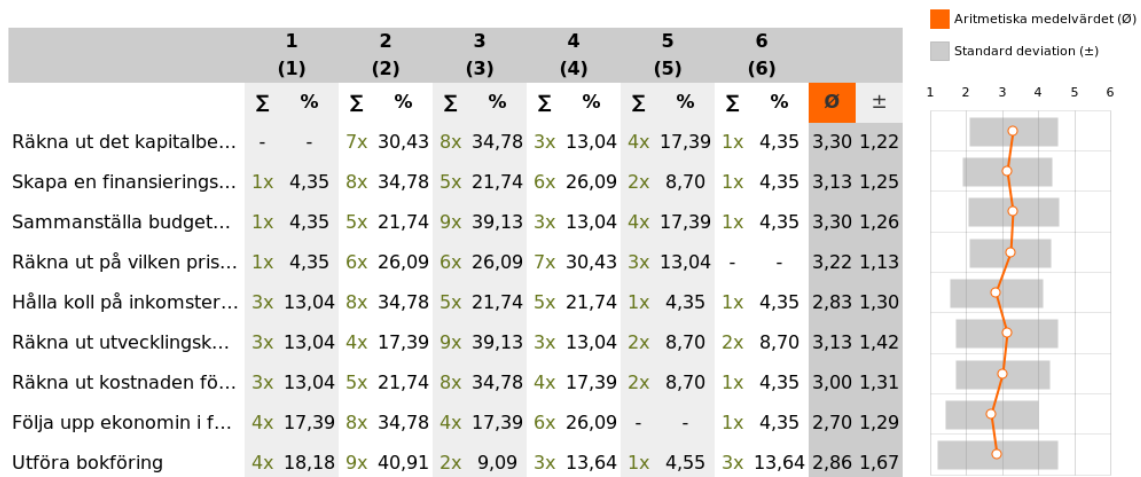 Aritmetiska medelvärdet (Ø)
Standard deviation (±)
1 2 3 4 5 6
(1) (2) (3) (4) (5) (6)
∑ % ∑ % ∑ % ∑ % ∑ % ∑ % Ø ±
1 2 3 4 5 6
Räkna ut det kapitalbe... - - 7x 30,43 8x 34,78 3x 13,04 4x 17,39 1x 4,35 3,30 1,22
Skapa en finansierings... 1x 4,35 8x 34,78 5x 21,74 6x 26,09 2x 8,70 1x 4,35 3,13 1,25
Sammanställa budget... 1x 4,35 5x 21,74 9x 39,13 3x 13,04 4x 17,39 1x 4,35 3,30 1,26
Räkna ut på vilken pris... 1x 4,35 6x 26,09 6x 26,09 7x 30,43 3x 13,04 - - 3,22 1,13
Hålla koll på inkomster... 3x 13,04 8x 34,78 5x 21,74 5x 21,74 1x 4,35 1x 4,35 2,83 1,30
Räkna ut utvecklingsk... 3x 13,04 4x 17,39 9x 39,13 3x 13,04 2x 8,70 2x 8,70 3,13 1,42
Räkna ut kostnaden fö... 3x 13,04 5x 21,74 8x 34,78 4x 17,39 2x 8,70 1x 4,35 3,00 1,31
Följa upp ekonomin i f... 4x 17,39 8x 34,78 4x 17,39 6x 26,09 - - 1x 4,35 2,70 1,29
Utföra bokföring 4x 18,18 9x 40,91 2x 9,09 3x 13,64 1x 4,55 3x 13,64 2,86 1,67